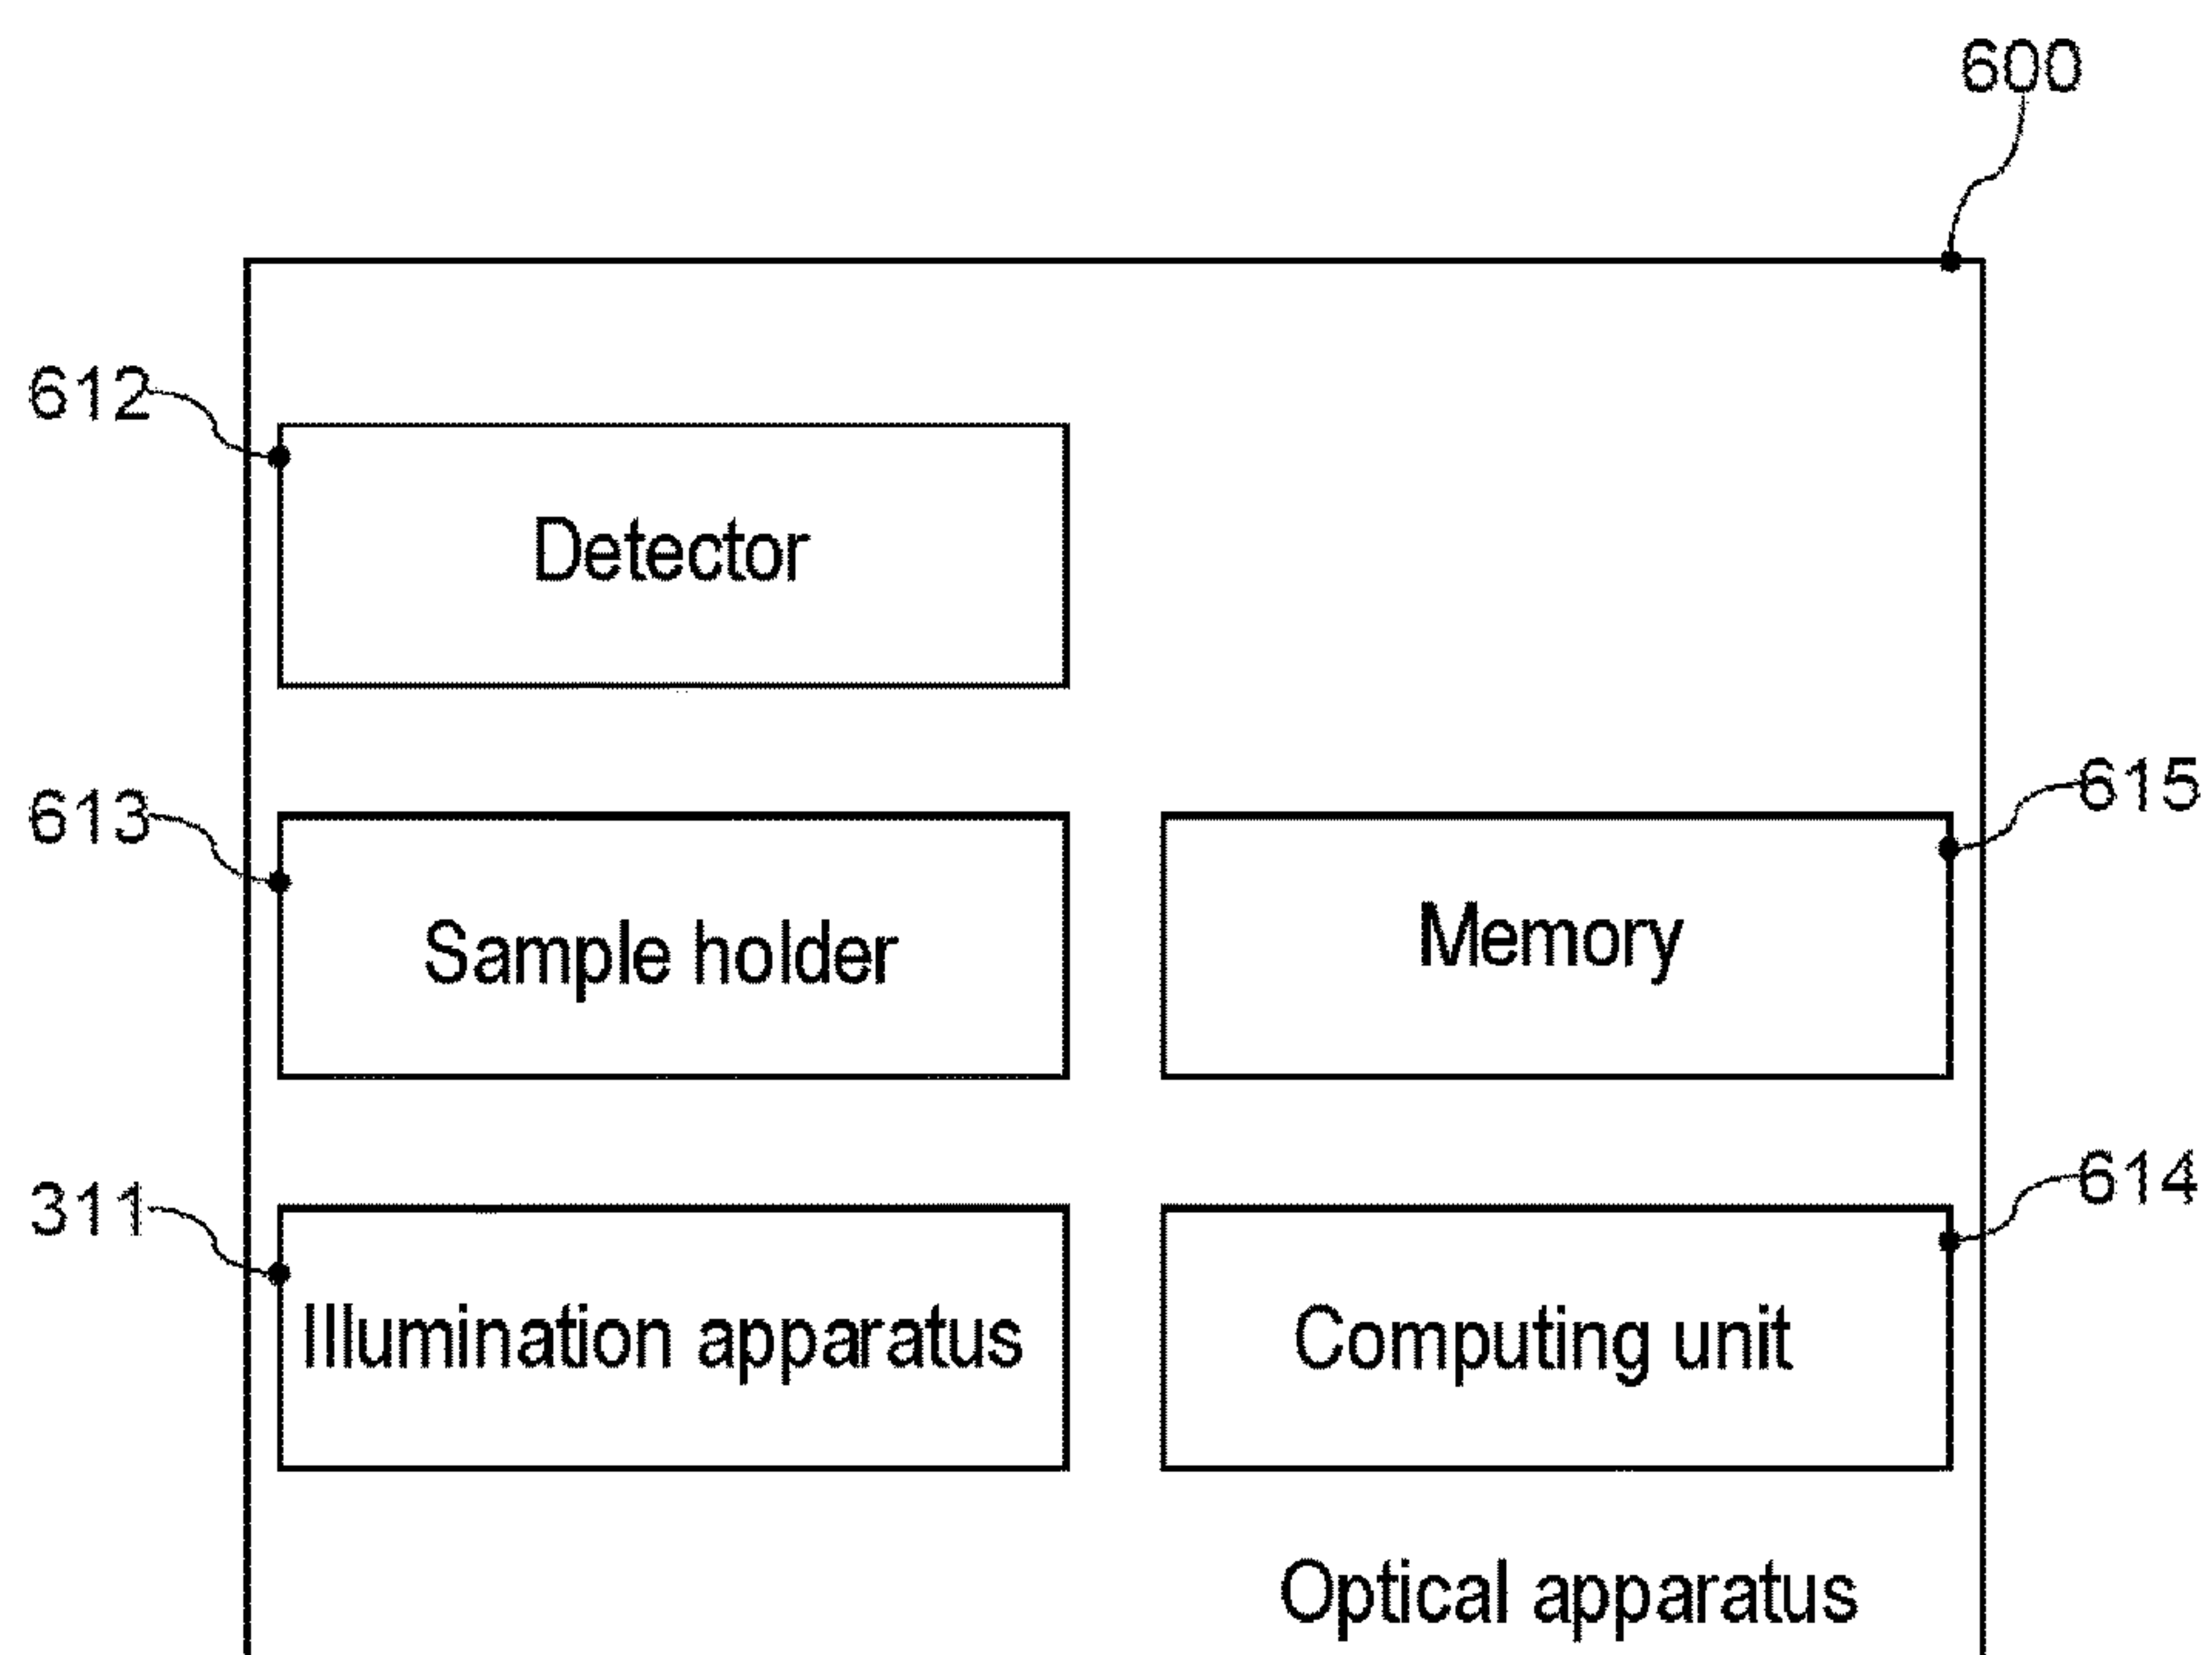 600
612
Detector
613
615
Sample holder
Memory
311
614
Illumination apparatus
Computing unit
Optical apparatus